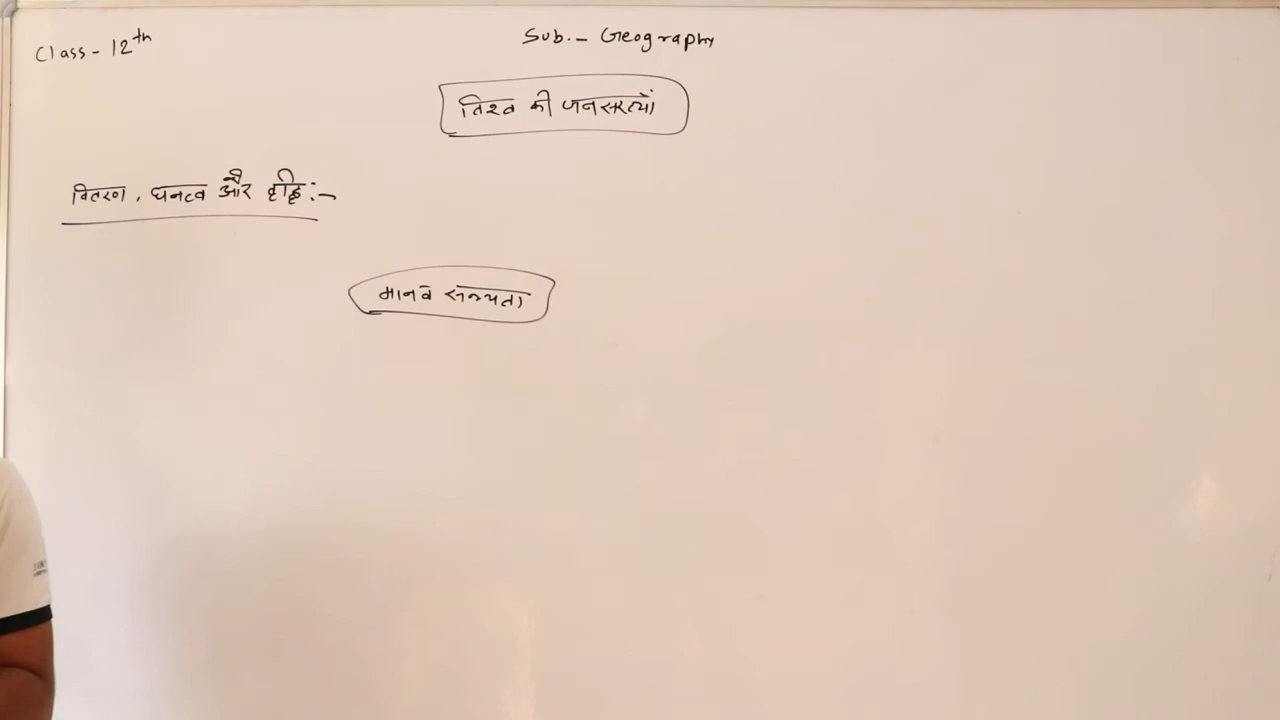 Class - 12th
Sub. - Geography
विश्व की जनसंख्याँ
वितरण, घनत्व और वृद्धि :-
मानव सभ्यता